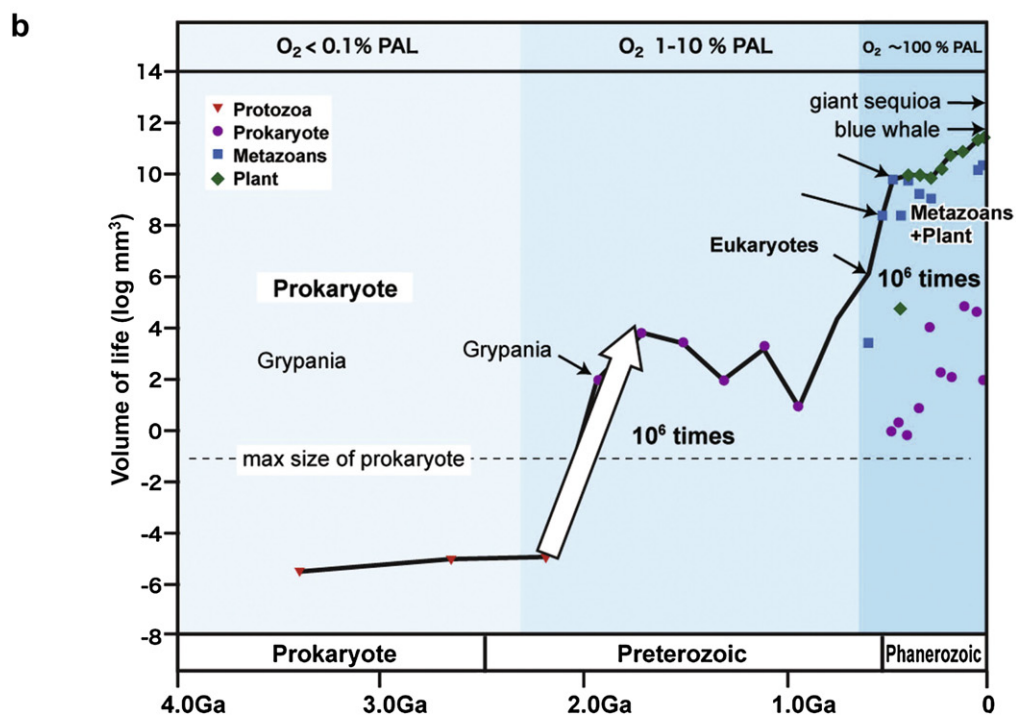 b
O₂ < 0.1% PAL
O₂ 1-10 % PAL
O₂ ~100 % PAL
Volume of life (log mm³)
14
12
10
8
6
4
2
0
-2
-4
-6
-8
Protozoa
Prokaryote
Metazoans
Plant
giant sequioa
blue whale
Metazoans
+Plant
Eukaryotes
10⁶ times
Prokaryote
Grypania
Grypania
10⁶ times
max size of prokaryote
Prokaryote
Preterozoic
Phanerozoic
4.0Ga
3.0Ga
2.0Ga
1.0Ga
0